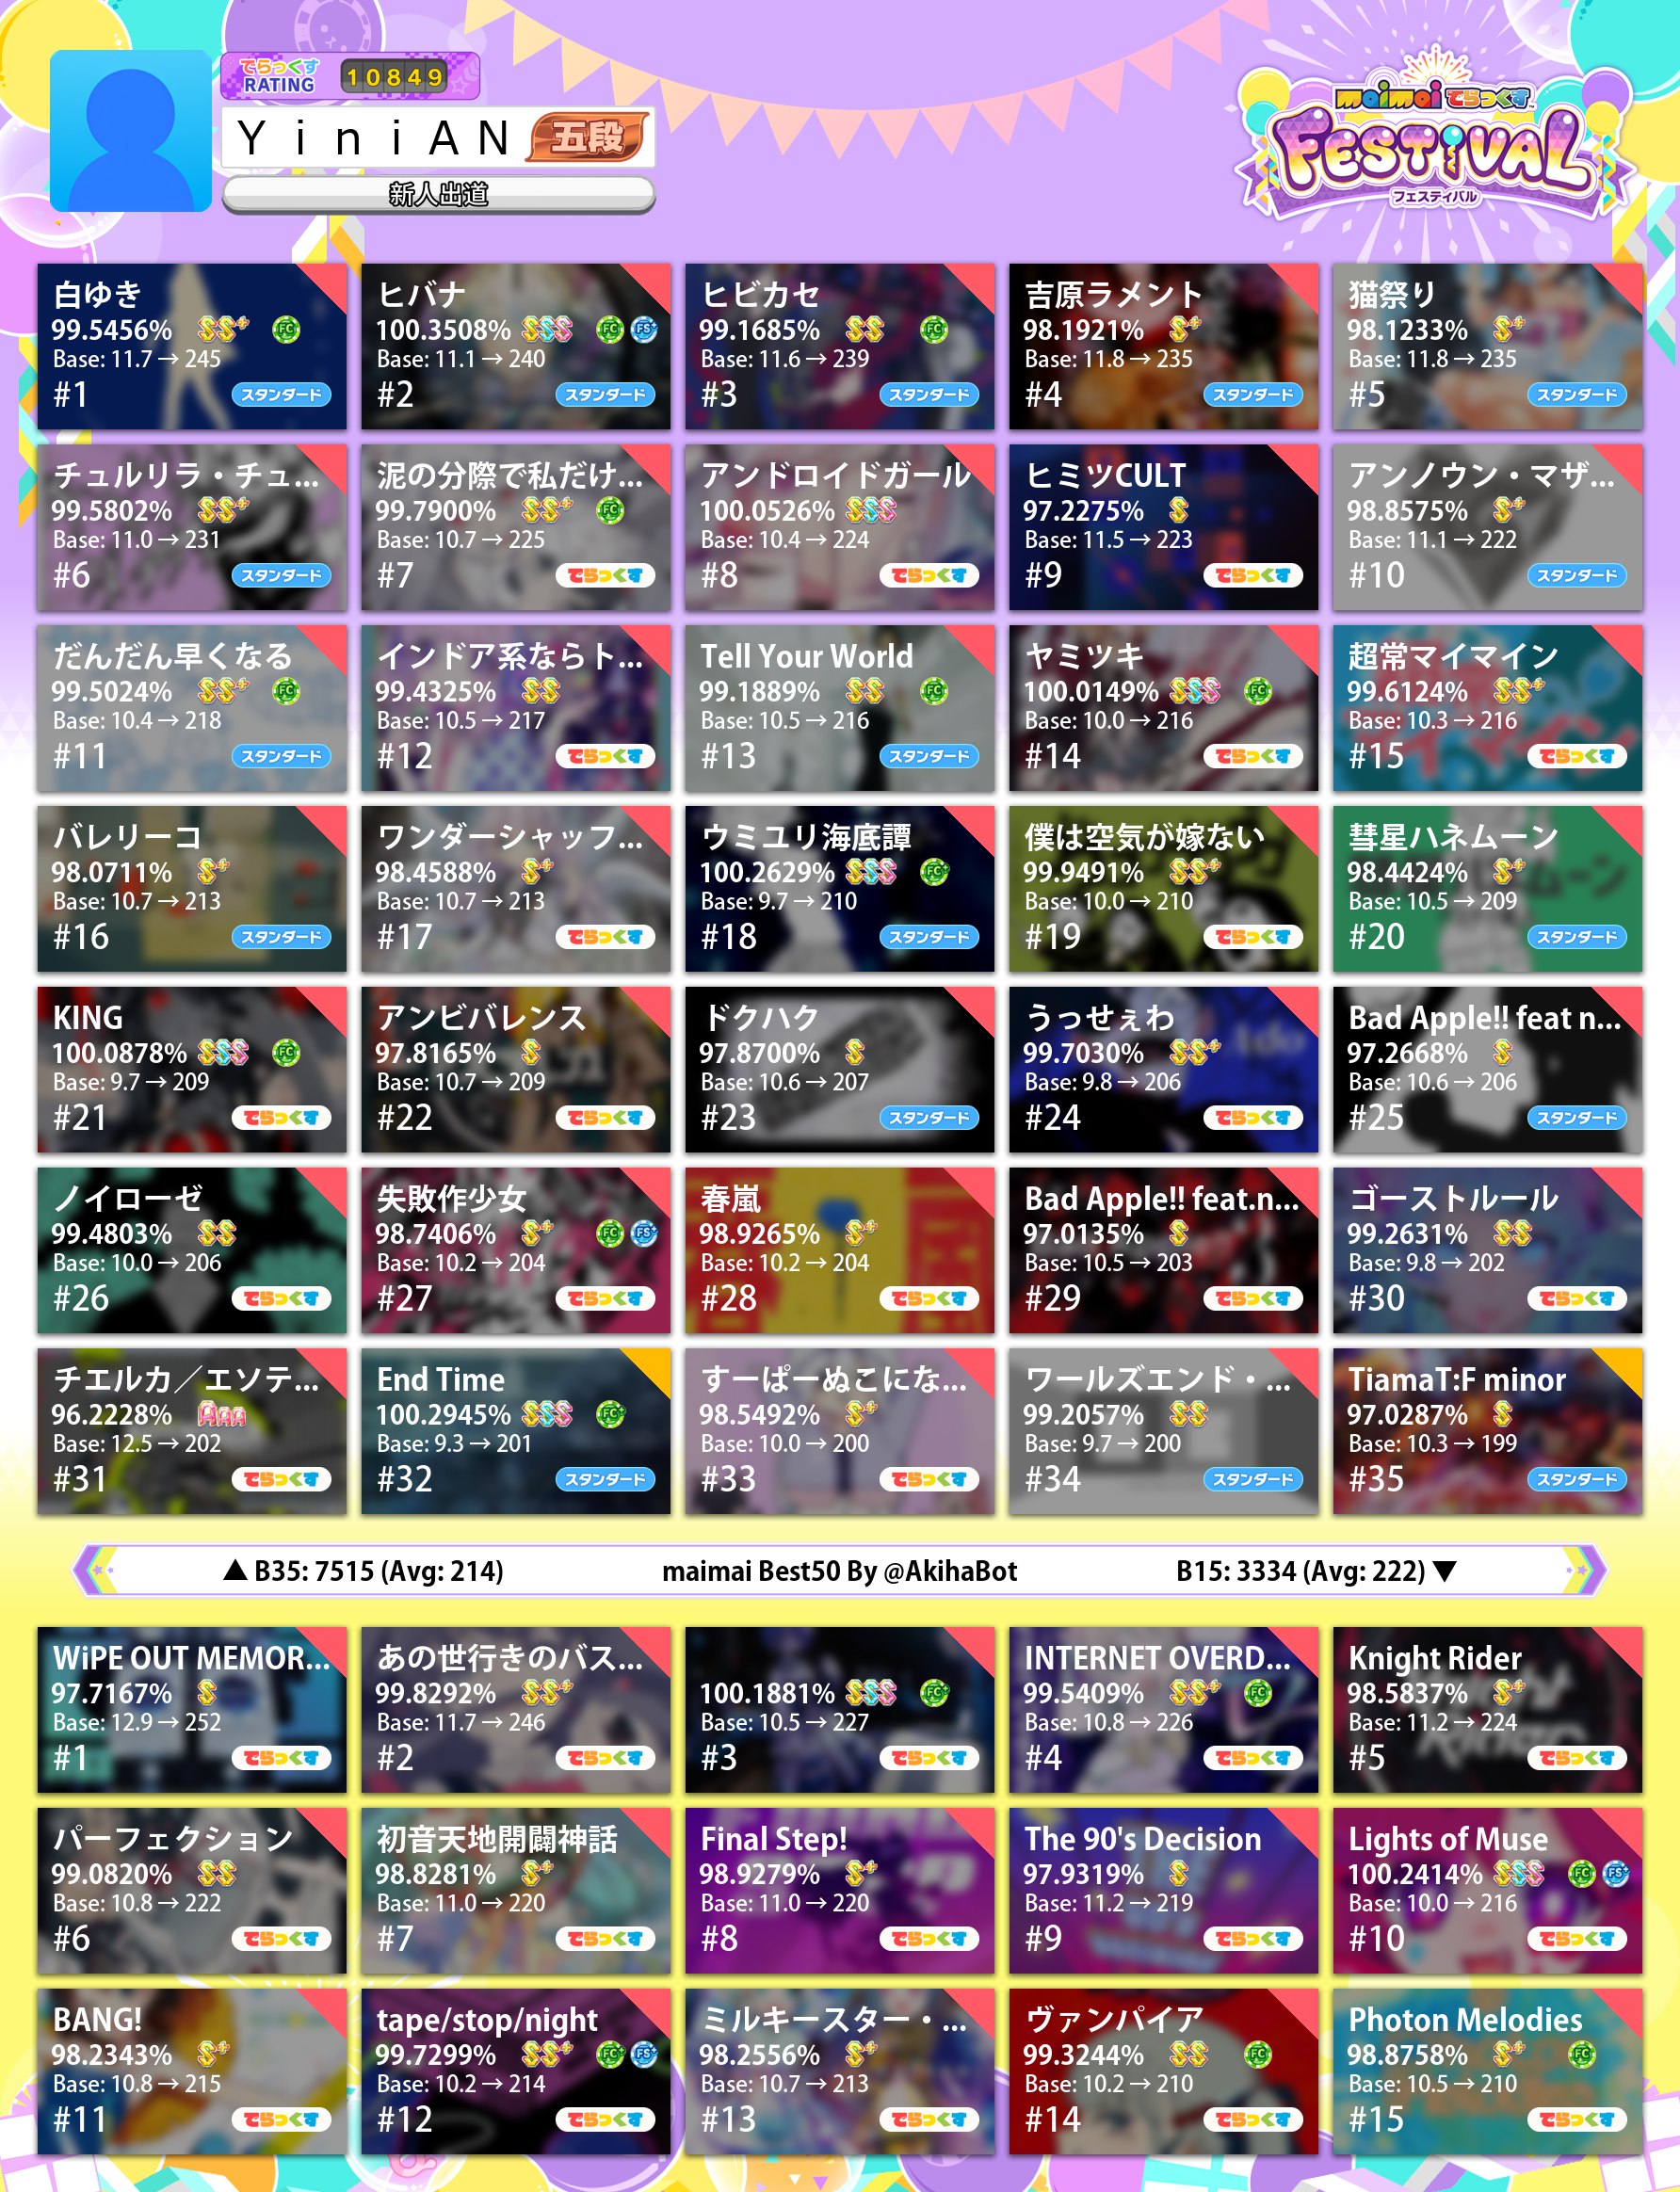 でらっくす
RATING
10849
YiniAN 五段
新人出道
maimai でらっくす
FESTiVAL
フェスティバル
白ゆき
99.5456% SS+ FC
Base: 11.7 → 245
#1 スタンダード
ヒバナ
100.3508% SSS FC FS+
Base: 11.1 → 240
#2 スタンダード
ヒビカセ
99.1685% SS FC
Base: 11.6 → 239
#3 スタンダード
吉原ラメント
98.1921% S+
Base: 11.8 → 235
#4 スタンダード
猫祭り
98.1233% S+
Base: 11.8 → 235
#5 スタンダード
チュルリラ・チュ...
99.5802% SS+
Base: 11.0 → 231
#6 スタンダード
泥の分際で私だけ...
99.7900% SS+ FC
Base: 10.7 → 225
#7 でらっくす
アンドロイドガール
100.0526% SSS
Base: 10.4 → 224
#8 でらっくす
ヒミツCULT
97.2275% S
Base: 11.5 → 223
#9 でらっくす
アンノウン・マザ...
98.8575% S+
Base: 11.1 → 222
#10 スタンダード
だんだん早くなる
99.5024% SS+ FC
Base: 10.4 → 218
#11 スタンダード
インドア系ならト...
99.4325% SS
Base: 10.5 → 217
#12 でらっくす
Tell Your World
99.1889% SS FC
Base: 10.5 → 216
#13 スタンダード
ヤミツキ
100.0149% SSS FC
Base: 10.0 → 216
#14 でらっくす
超常マイマイン
99.6124% SS+
Base: 10.3 → 216
#15 でらっくす
バレリーコ
98.0711% S+
Base: 10.7 → 213
#16 スタンダード
ワンダーシャッフ...
98.4588% S+
Base: 10.7 → 213
#17 でらっくす
ウミユリ海底譚
100.2629% SSS FC+
Base: 9.7 → 210
#18 スタンダード
僕は空気が嫁ない
99.9491% SS+
Base: 10.0 → 210
#19 でらっくす
彗星ハネムーン
98.4424% S+
Base: 10.5 → 209
#20 スタンダード
KING
100.0878% SSS FC
Base: 9.7 → 209
#21 でらっくす
アンビバレンス
97.8165% S
Base: 10.7 → 209
#22 でらっくす
ドクハク
97.8700% S
Base: 10.6 → 207
#23 スタンダード
うっせぇわ
99.7030% SS+
Base: 9.8 → 206
#24 でらっくす
Bad Apple!! feat n...
97.2668% S
Base: 10.6 → 206
#25 スタンダード
ノイローゼ
99.4803% SS
Base: 10.0 → 206
#26 でらっくす
失敗作少女
98.7406% S+ FC FS+
Base: 10.2 → 204
#27 でらっくす
春嵐
98.9265% S+
Base: 10.2 → 204
#28 でらっくす
Bad Apple!! feat.n...
97.0135% S
Base: 10.5 → 203
#29 でらっくす
ゴーストルール
99.2631% SS
Base: 9.8 → 202
#30 でらっくす
チエルカ／エソテ...
96.2228% AAA
Base: 12.5 → 202
#31 でらっくす
End Time
100.2945% SSS FC+
Base: 9.3 → 201
#32 スタンダード
すーぱーぬこにな...
98.5492% S+
Base: 10.0 → 200
#33 でらっくす
ワールズエンド・...
99.2057% SS
Base: 9.7 → 200
#34 スタンダード
TiamaT:F minor
97.0287% S
Base: 10.3 → 199
#35 スタンダード
▲ B35: 7515 (Avg: 214) maimai Best50 By @AkihaBot B15: 3334 (Avg: 222) ▼
WiPE OUT MEMOR...
97.7167% S
Base: 12.9 → 252
#1 でらっくす
あの世行きのバス...
99.8292% SS+
Base: 11.7 → 246
#2 でらっくす
100.1881% SSS FC+
Base: 10.5 → 227
#3 でらっくす
INTERNET OVERD...
99.5409% SS+ FC
Base: 10.8 → 226
#4 でらっくす
Knight Rider
98.5837% S+
Base: 11.2 → 224
#5 でらっくす
パーフェクション
99.0820% SS
Base: 10.8 → 222
#6 でらっくす
初音天地開闢神話
98.8281% S+
Base: 11.0 → 220
#7 でらっくす
Final Step!
98.9279% S+
Base: 11.0 → 220
#8 でらっくす
The 90's Decision
97.9319% S
Base: 11.2 → 219
#9 でらっくす
Lights of Muse
100.2414% SSS FC FS+
Base: 10.0 → 216
#10 でらっくす
BANG!
98.2343% S+
Base: 10.8 → 215
#11 でらっくす
tape/stop/night
99.7299% SS+ FC+ FS+
Base: 10.2 → 214
#12 でらっくす
ミルキースター・...
98.2556% S+
Base: 10.7 → 213
#13 でらっくす
ヴァンパイア
99.3244% SS FC
Base: 10.2 → 210
#14 でらっくす
Photon Melodies
98.8758% S+ FC
Base: 10.5 → 210
#15 でらっくす